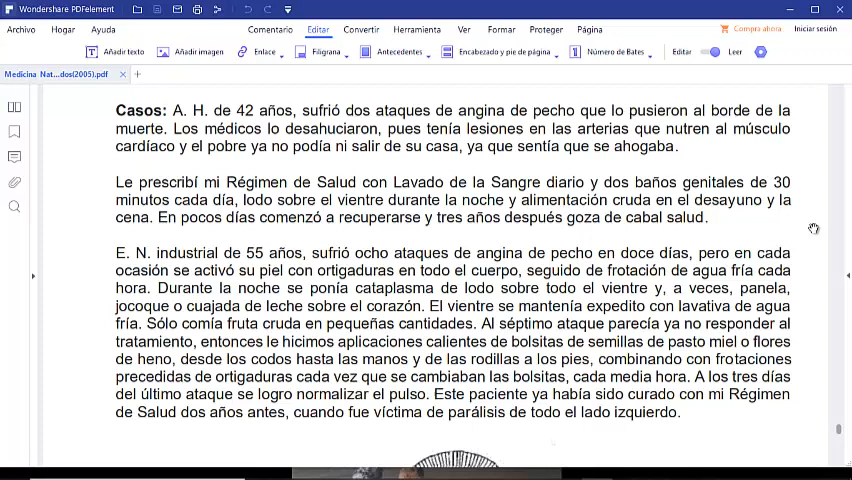 Wondershare PDFelement
Archivo Hogar Ayuda Comentario Editar Convertir Herramienta Ver Formar Proteger Página Compra ahora Iniciar sesión
Añadir texto Añadir imagen Enlace Filigrana Antecedentes Encabezado y pie de página Número de Bates Editar Leer
Medicina Nat...dos(2005).pdf
Casos: A. H. de 42 años, sufrió dos ataques de angina de pecho que lo pusieron al borde de la
muerte. Los médicos lo desahuciaron, pues tenía lesiones en las arterias que nutren al músculo
cardíaco y el pobre ya no podía ni salir de su casa, ya que sentía que se ahogaba.
Le prescribí mi Régimen de Salud con Lavado de la Sangre diario y dos baños genitales de 30
minutos cada día, lodo sobre el vientre durante la noche y alimentación cruda en el desayuno y la
cena. En pocos días comenzó a recuperarse y tres años después goza de cabal salud.
E. N. industrial de 55 años, sufrió ocho ataques de angina de pecho en doce días, pero en cada
ocasión se activó su piel con ortigaduras en todo el cuerpo, seguido de frotación de agua fría cada
hora. Durante la noche se ponía cataplasma de lodo sobre todo el vientre y, a veces, panela,
jocoque o cuajada de leche sobre el corazón. El vientre se mantenía expedito con lavativa de agua
fría. Sólo comía fruta cruda en pequeñas cantidades. Al séptimo ataque parecía ya no responder al
tratamiento, entonces le hicimos aplicaciones calientes de bolsitas de semillas de pasto miel o flores
de heno, desde los codos hasta las manos y de las rodillas a los pies, combinando con frotaciones
precedidas de ortigaduras cada vez que se cambiaban las bolsitas, cada media hora. A los tres días
del último ataque se logro normalizar el pulso. Este paciente ya había sido curado con mi Régimen
de Salud dos años antes, cuando fue víctima de parálisis de todo el lado izquierdo.